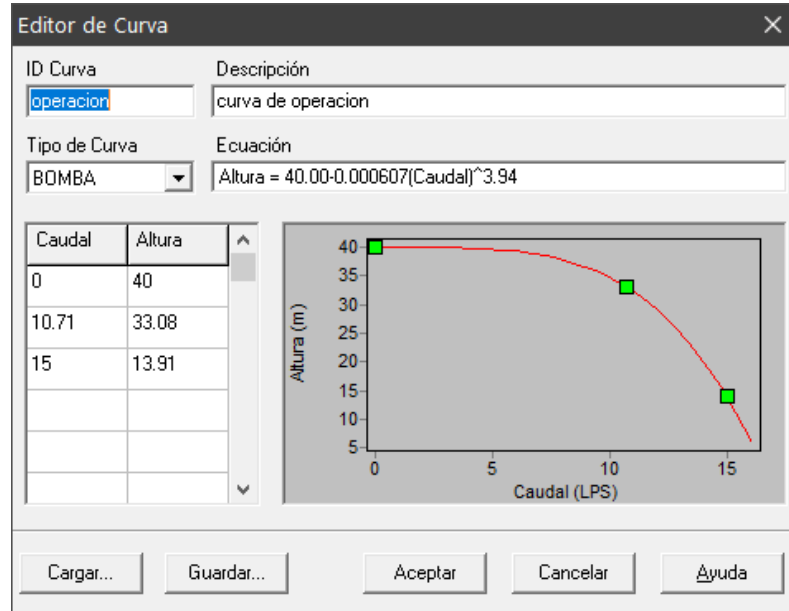 Editor de Curva
ID Curva Descripción
operacion curva de operacion
Tipo de Curva Ecuación
BOMBA Altura = 40.00-0.000607(Caudal)^3.94
Caudal Altura
0 40
10.71 33.08
15 13.91
40
35
30
25
20
15
10
5
Altura (m)
0 5 10 15
Caudal (LPS)
Cargar... Guardar... Aceptar Cancelar Ayuda